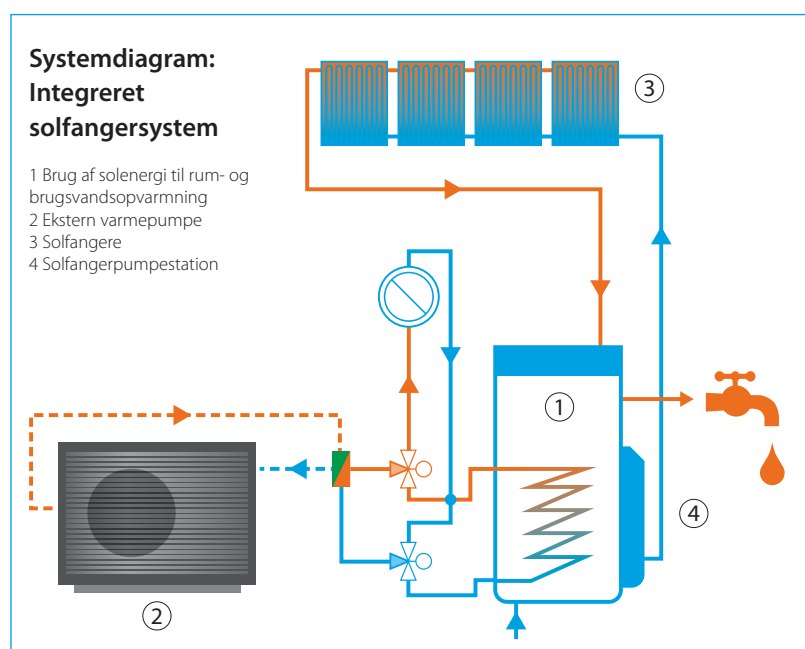 Systemdiagram:
Integreret
solfangersystem
1 Brug af solenergi til rum- og
brugsvandsopvarmning
2 Ekstern varmepumpe
3 Solfangere
4 Solfangerpumpestation
3
1
4
2